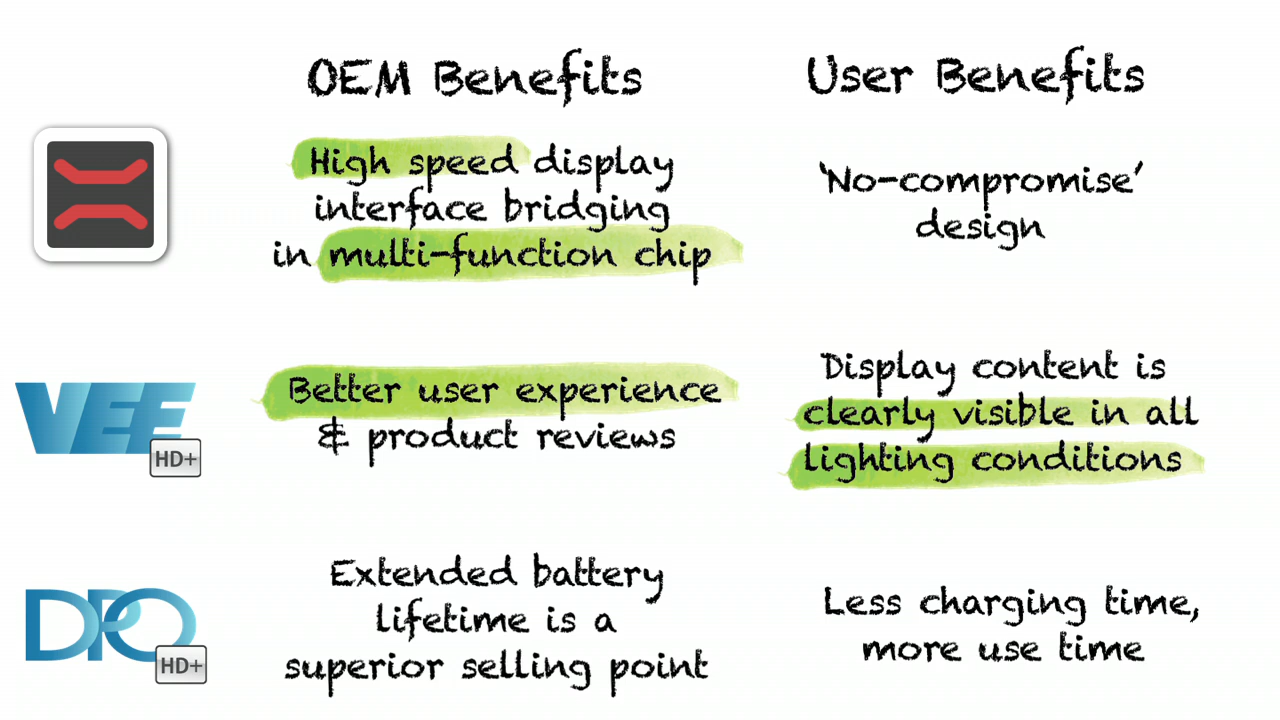 OEM Benefits
User Benefits
High speed display
interface bridging
in multi-function chip
'No-compromise'
design
VEE
HD+
Better user experience
& product reviews
Display content is
clearly visible in all
lighting conditions
DPO
HD+
Extended battery
lifetime is a
superior selling point
Less charging time,
more use time